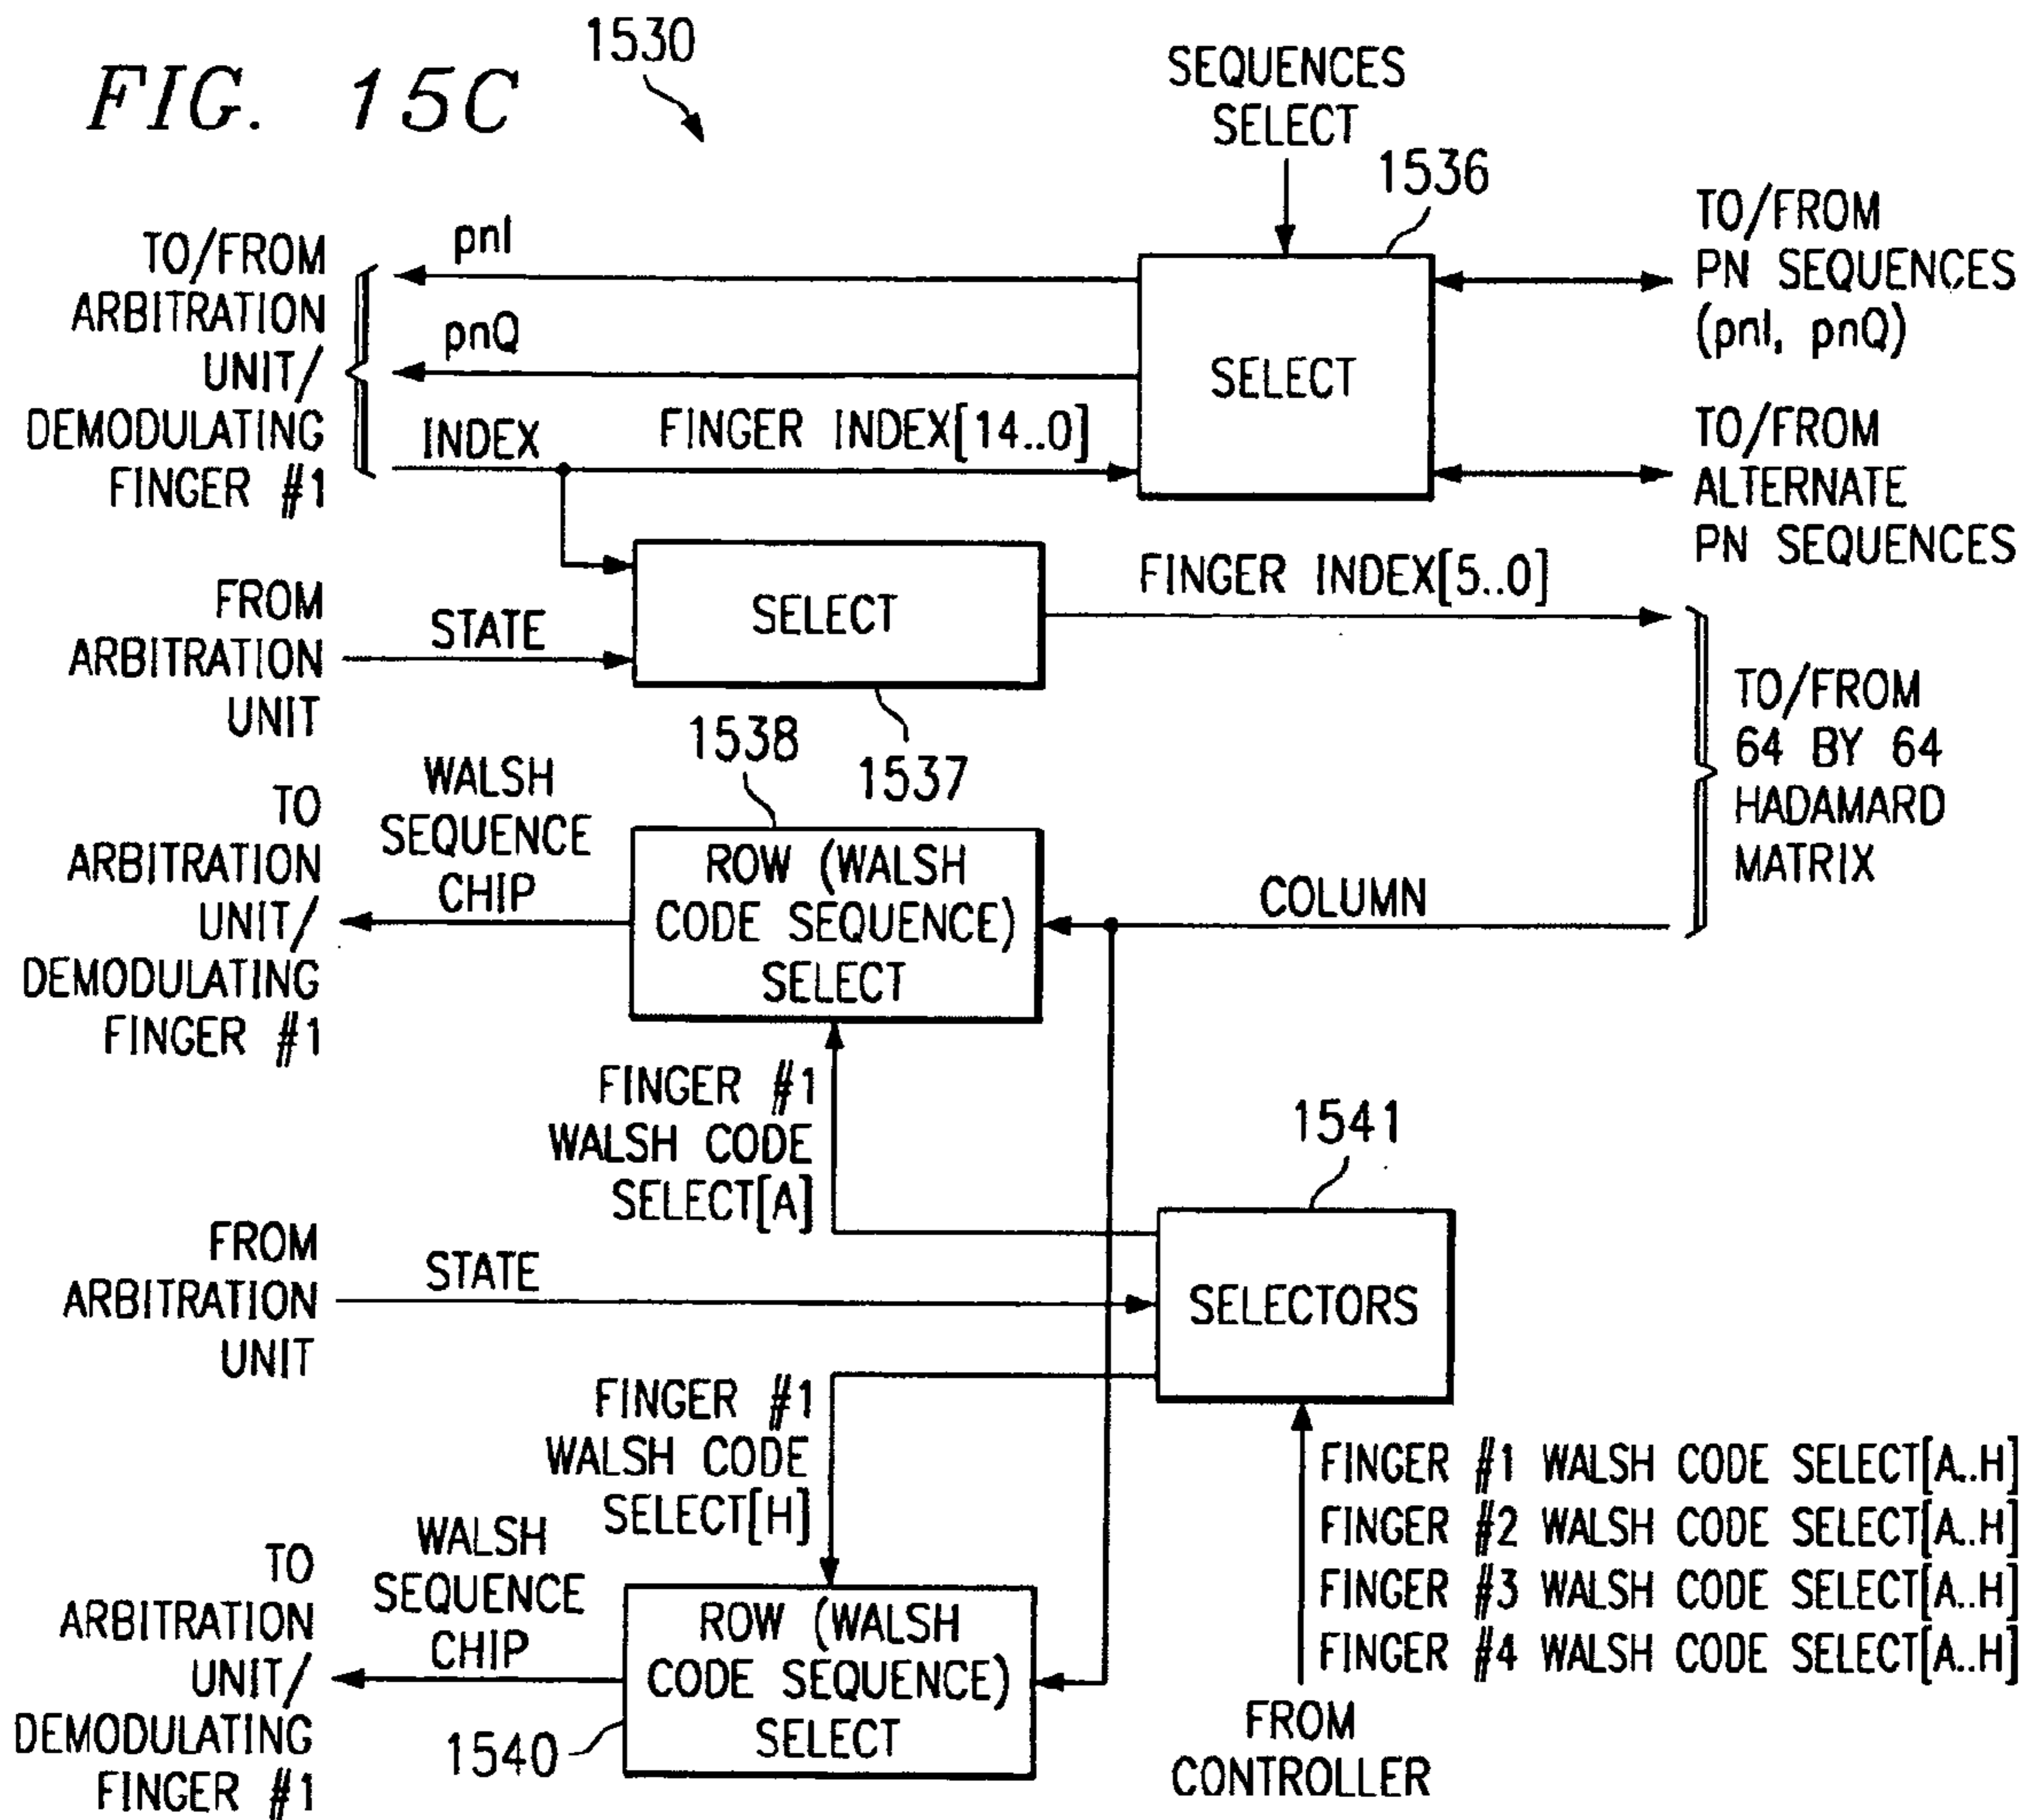 FIG. 15C
1530
SEQUENCES
SELECT
1536
TO/FROM
ARBITRATION
UNIT/
DEMODULATING
FINGER #1
pnI
pnQ
INDEX
FINGER INDEX[14..0]
SELECT
TO/FROM
PN SEQUENCES
(pnI, pnQ)
TO/FROM
ALTERNATE
PN SEQUENCES
FROM
ARBITRATION
UNIT
STATE
SELECT
1537
FINGER INDEX[5..0]
TO/FROM
64 BY 64
HADAMARD
MATRIX
1538
TO
ARBITRATION
UNIT/
DEMODULATING
FINGER #1
WALSH
SEQUENCE
CHIP
ROW (WALSH
CODE SEQUENCE)
SELECT
COLUMN
FINGER #1
WALSH CODE
SELECT[A]
1541
FROM
ARBITRATION
UNIT
STATE
SELECTORS
FINGER #1
WALSH CODE
SELECT[H]
FINGER #1 WALSH CODE SELECT[A..H]
FINGER #2 WALSH CODE SELECT[A..H]
FINGER #3 WALSH CODE SELECT[A..H]
FINGER #4 WALSH CODE SELECT[A..H]
FROM
CONTROLLER
TO
ARBITRATION
UNIT/
DEMODULATING
FINGER #1
WALSH
SEQUENCE
CHIP
ROW (WALSH
CODE SEQUENCE)
SELECT
1540